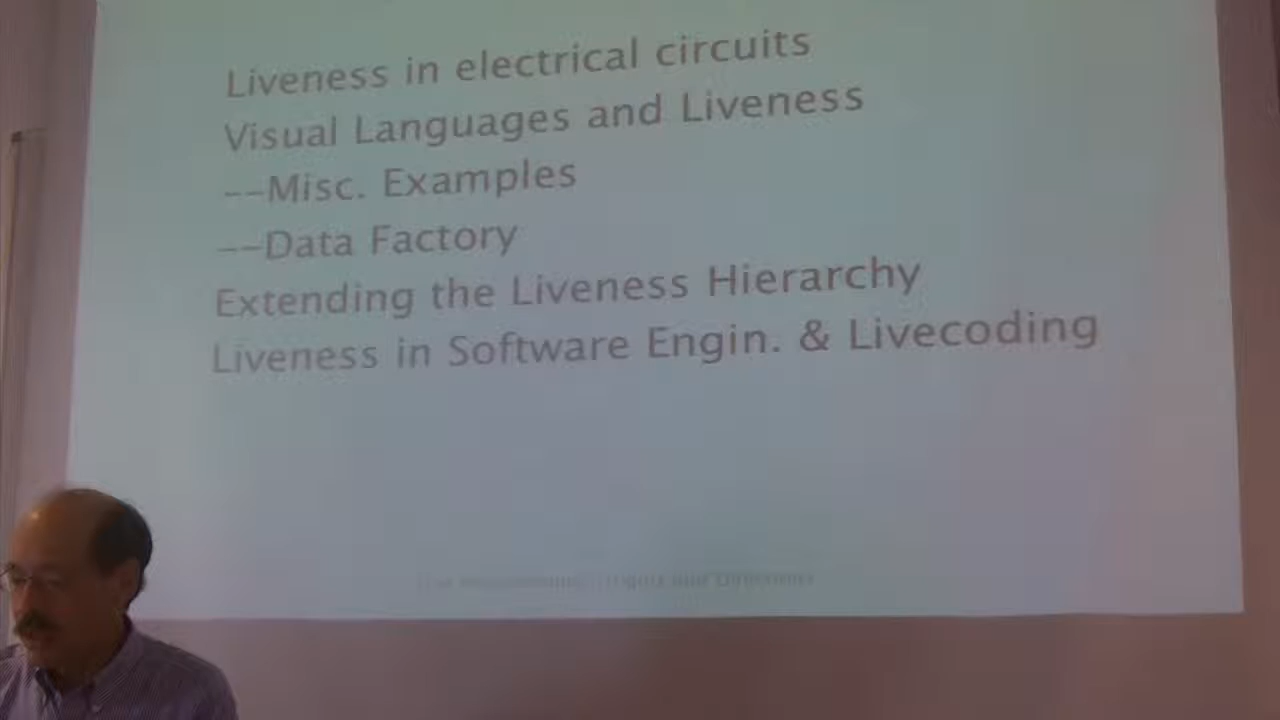 Liveness in electrical circuits
Visual Languages and Liveness
--Misc. Examples
--Data Factory
Extending the Liveness Hierarchy
Liveness in Software Engin. & Livecoding